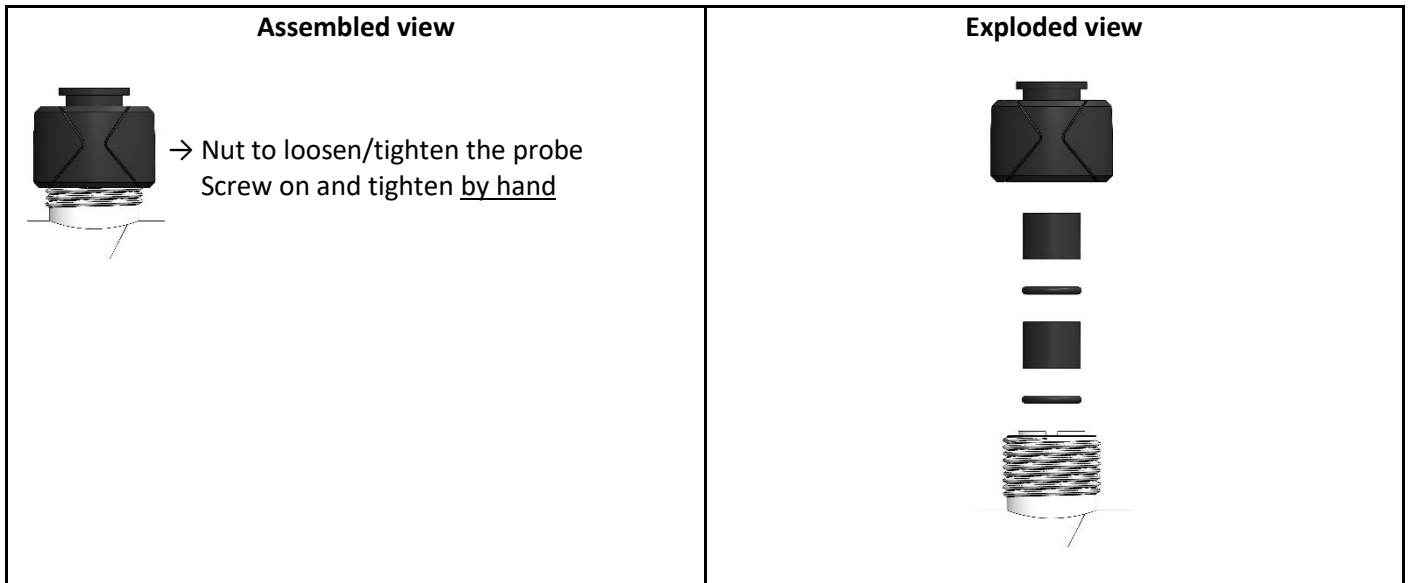 Assembled view
Exploded view
→ Nut to loosen/tighten the probe
Screw on and tighten by hand